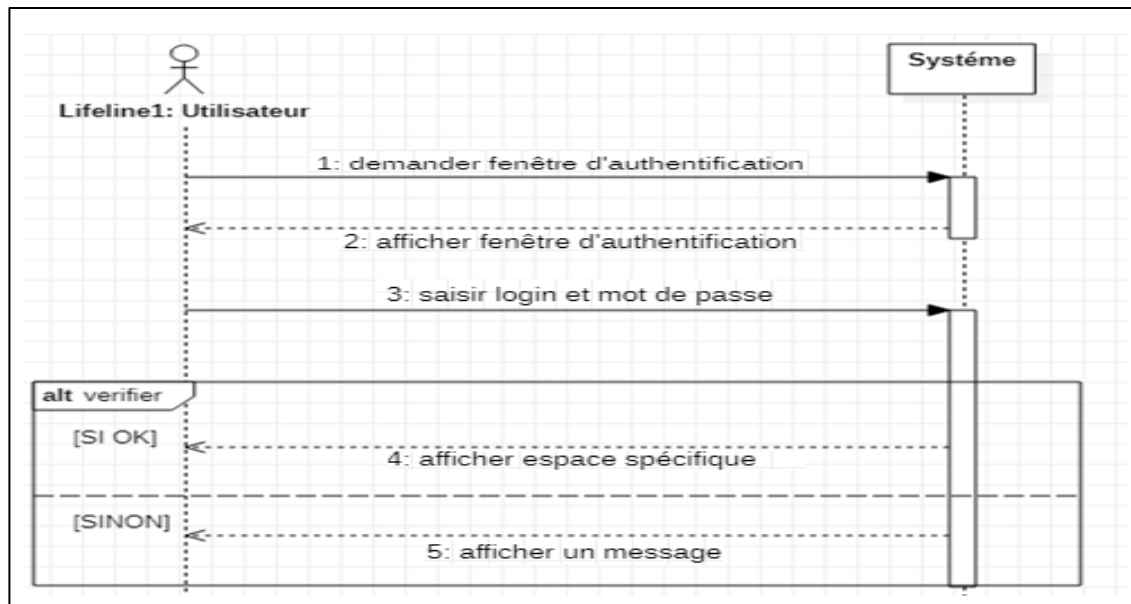 Systéme
Lifeline1: Utilisateur
1: demander fenêtre d'authentification
2: afficher fenêtre d'authentification
3: saisir login et mot de passe
alt verifier
[SI OK]
4: afficher espace spécifique
[SINON]
5: afficher un message